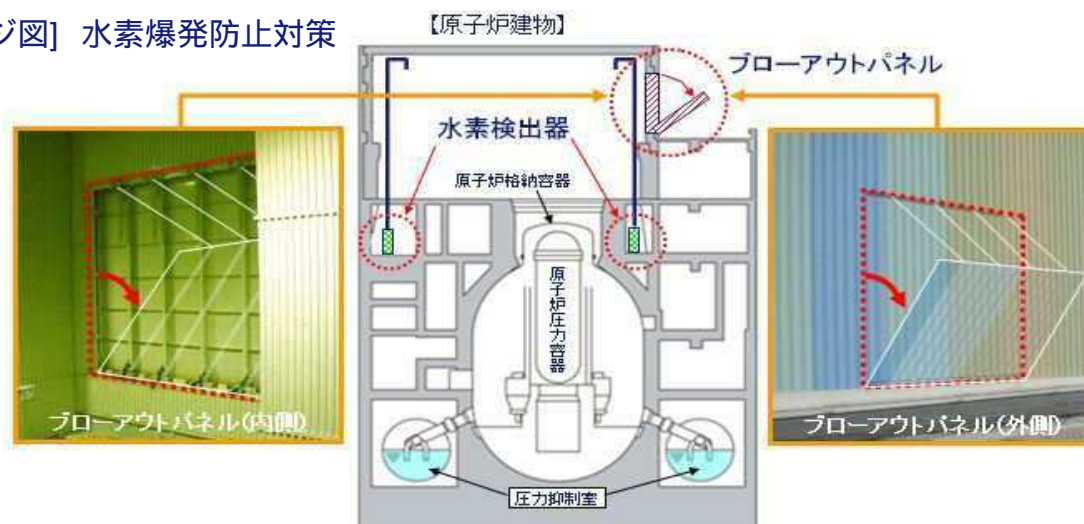 ジ図] 水素爆発防止対策
【原子炉建物】
ブローアウトパネル
水素検出器
原子炉格納容器
原子炉圧力容器
ブローアウトパネル(内側)
ブローアウトパネル(外側)
圧力抑制室